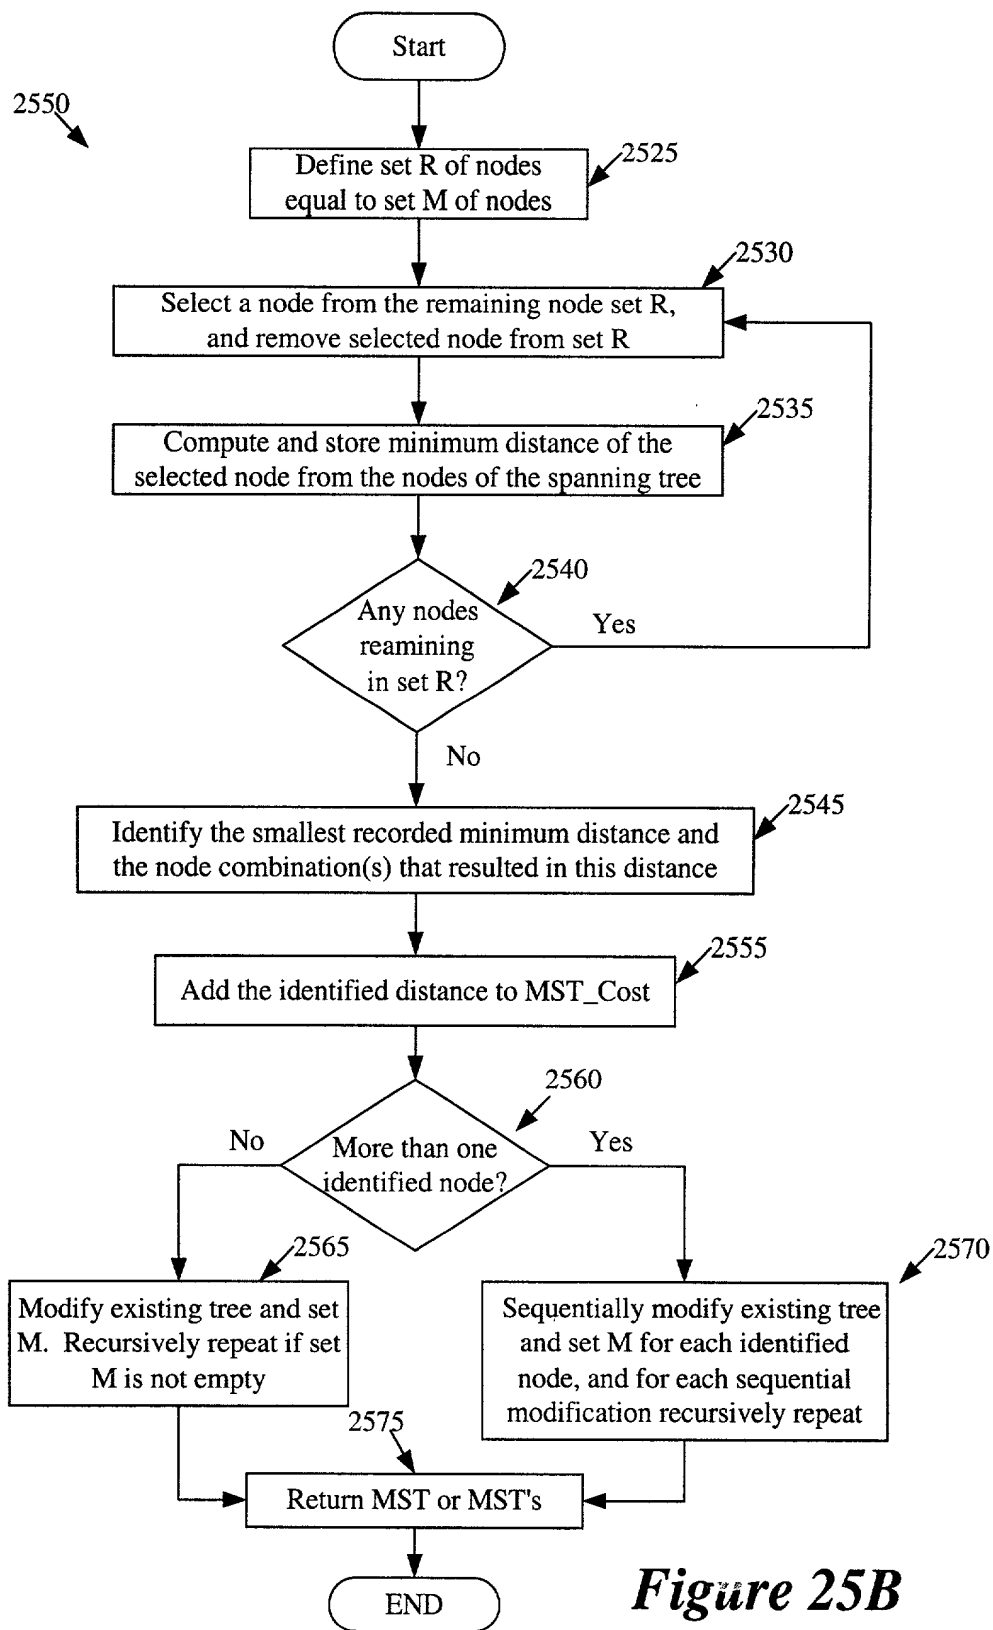 Start
2550
2525
Define set R of nodes
equal to set M of nodes
2530
Select a node from the remaining node set R,
and remove selected node from set R
2535
Compute and store minimum distance of the
selected node from the nodes of the spanning tree
2540
Any nodes
reamining
in set R?
Yes
No
2545
Identify the smallest recorded minimum distance and
the node combination(s) that resulted in this distance
2555
Add the identified distance to MST_Cost
2560
No
More than one
identified node?
Yes
2565
2570
Modify existing tree and set
M. Recursively repeat if set
M is not empty
Sequentially modify existing tree
and set M for each identified
node, and for each sequential
modification recursively repeat
2575
Return MST or MST's
END
Figure 25B